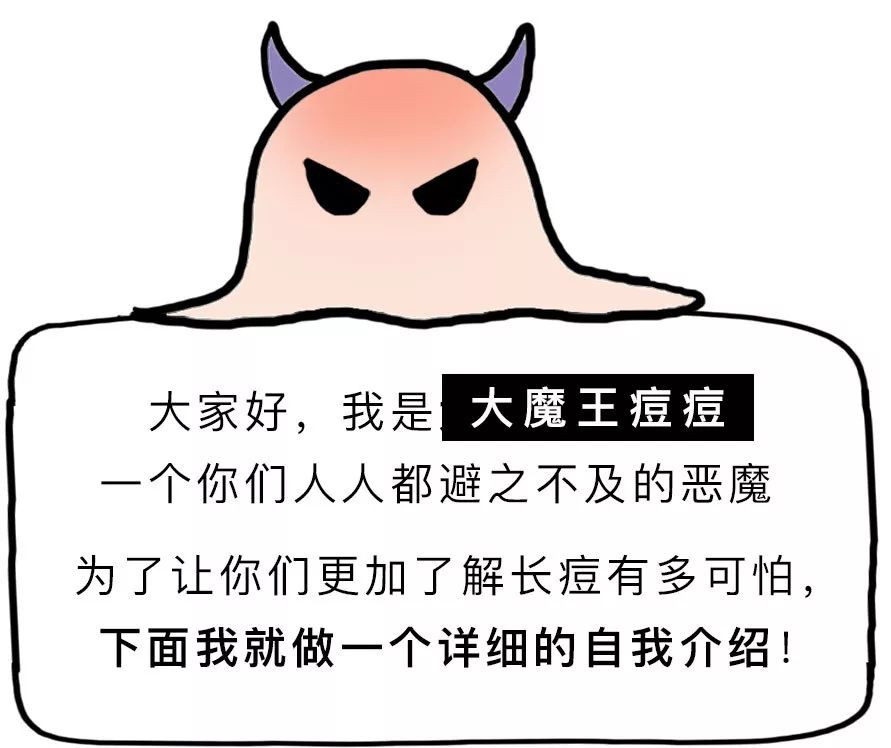 大家好，我是大魔王痘痘
一个你们人人都避之不及的恶魔
为了让你们更加了解长痘有多可怕，
下面我就做一个详细的自我介绍！